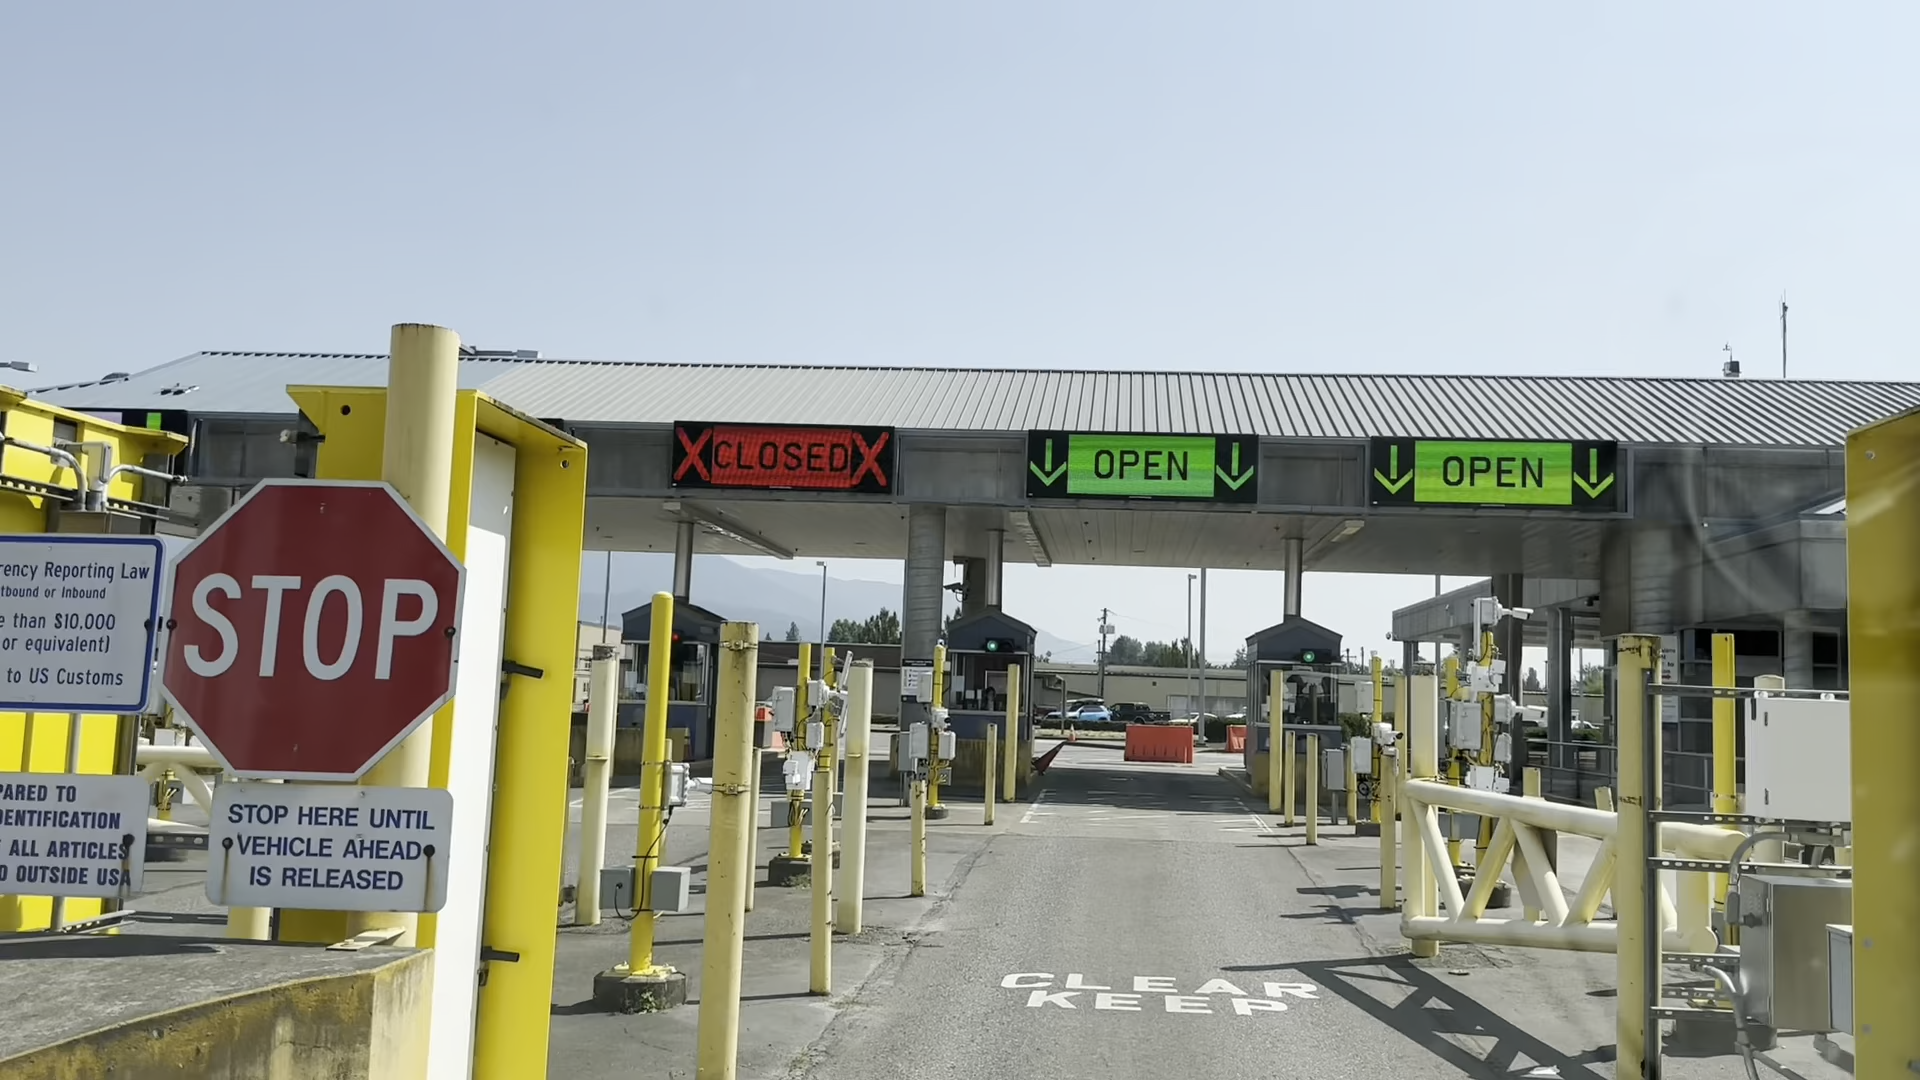 XCLOSEDX
OPEN
OPEN
rency Reporting Law
tbound or Inbound
e than $10,000
or equivalent)
to US Customs
STOP
PARED TO
DENTIFICATION
ALL ARTICLES
OUTSIDE USA
STOP HERE UNTIL
VEHICLE AHEAD
IS RELEASED
CLEAR
KEEP